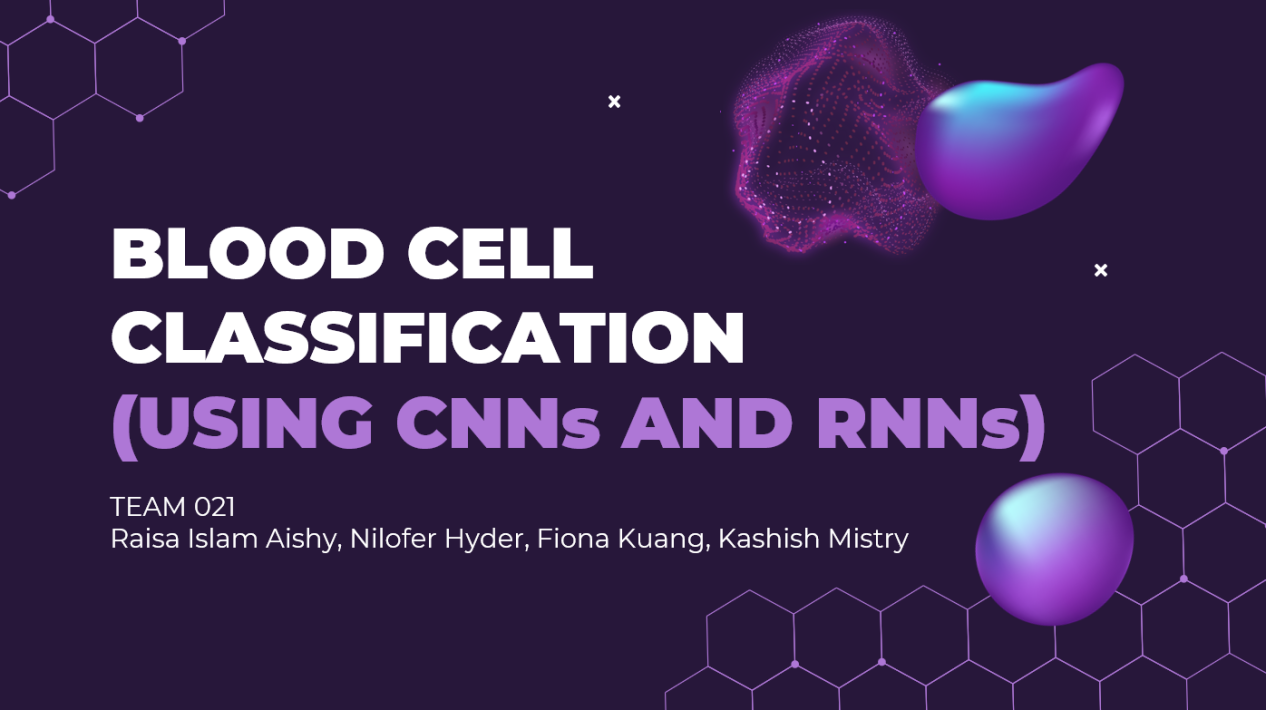 BLOOD CELL
CLASSIFICATION
(USING CNNs AND RNNs)
TEAM 021
Raisa Islam Aishy, Nilofer Hyder, Fiona Kuang, Kashish Mistry